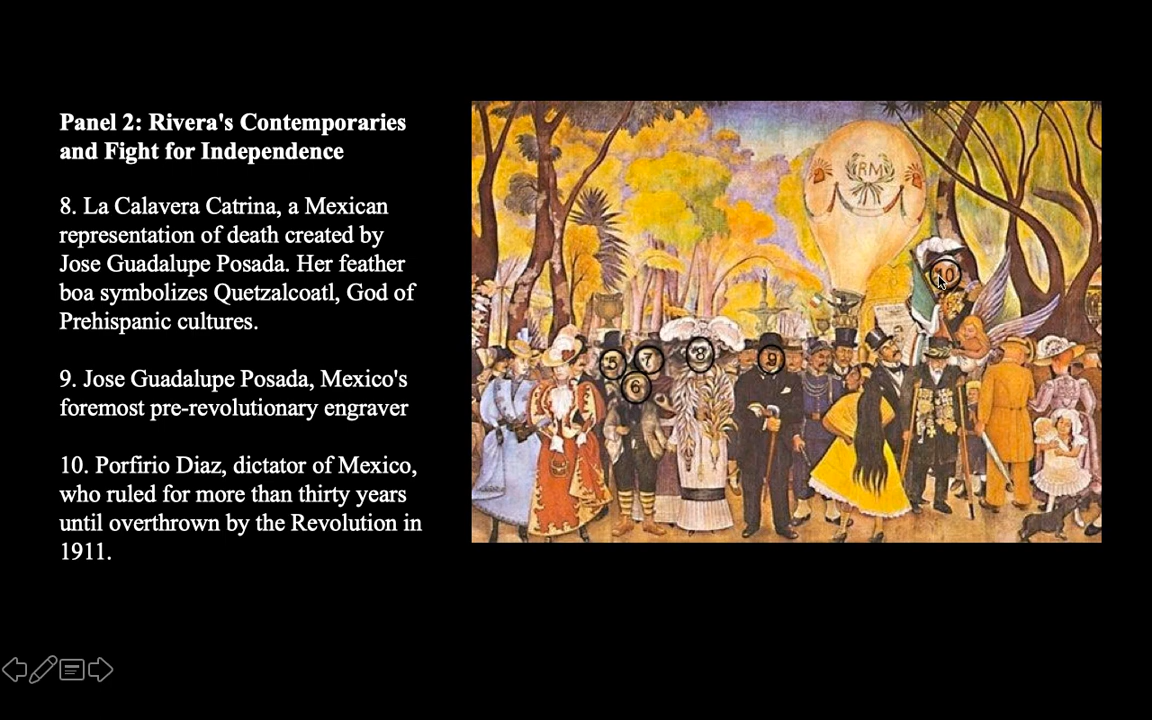 Panel 2: Rivera's Contemporaries
and Fight for Independence
8. La Calavera Catrina, a Mexican
representation of death created by
Jose Guadalupe Posada. Her feather
boa symbolizes Quetzalcoatl, God of
Prehispanic cultures.
9. Jose Guadalupe Posada, Mexico's
foremost pre-revolutionary engraver
10. Porfirio Diaz, dictator of Mexico,
who ruled for more than thirty years
until overthrown by the Revolution in
1911.
RM
10
5
7
8
9
6